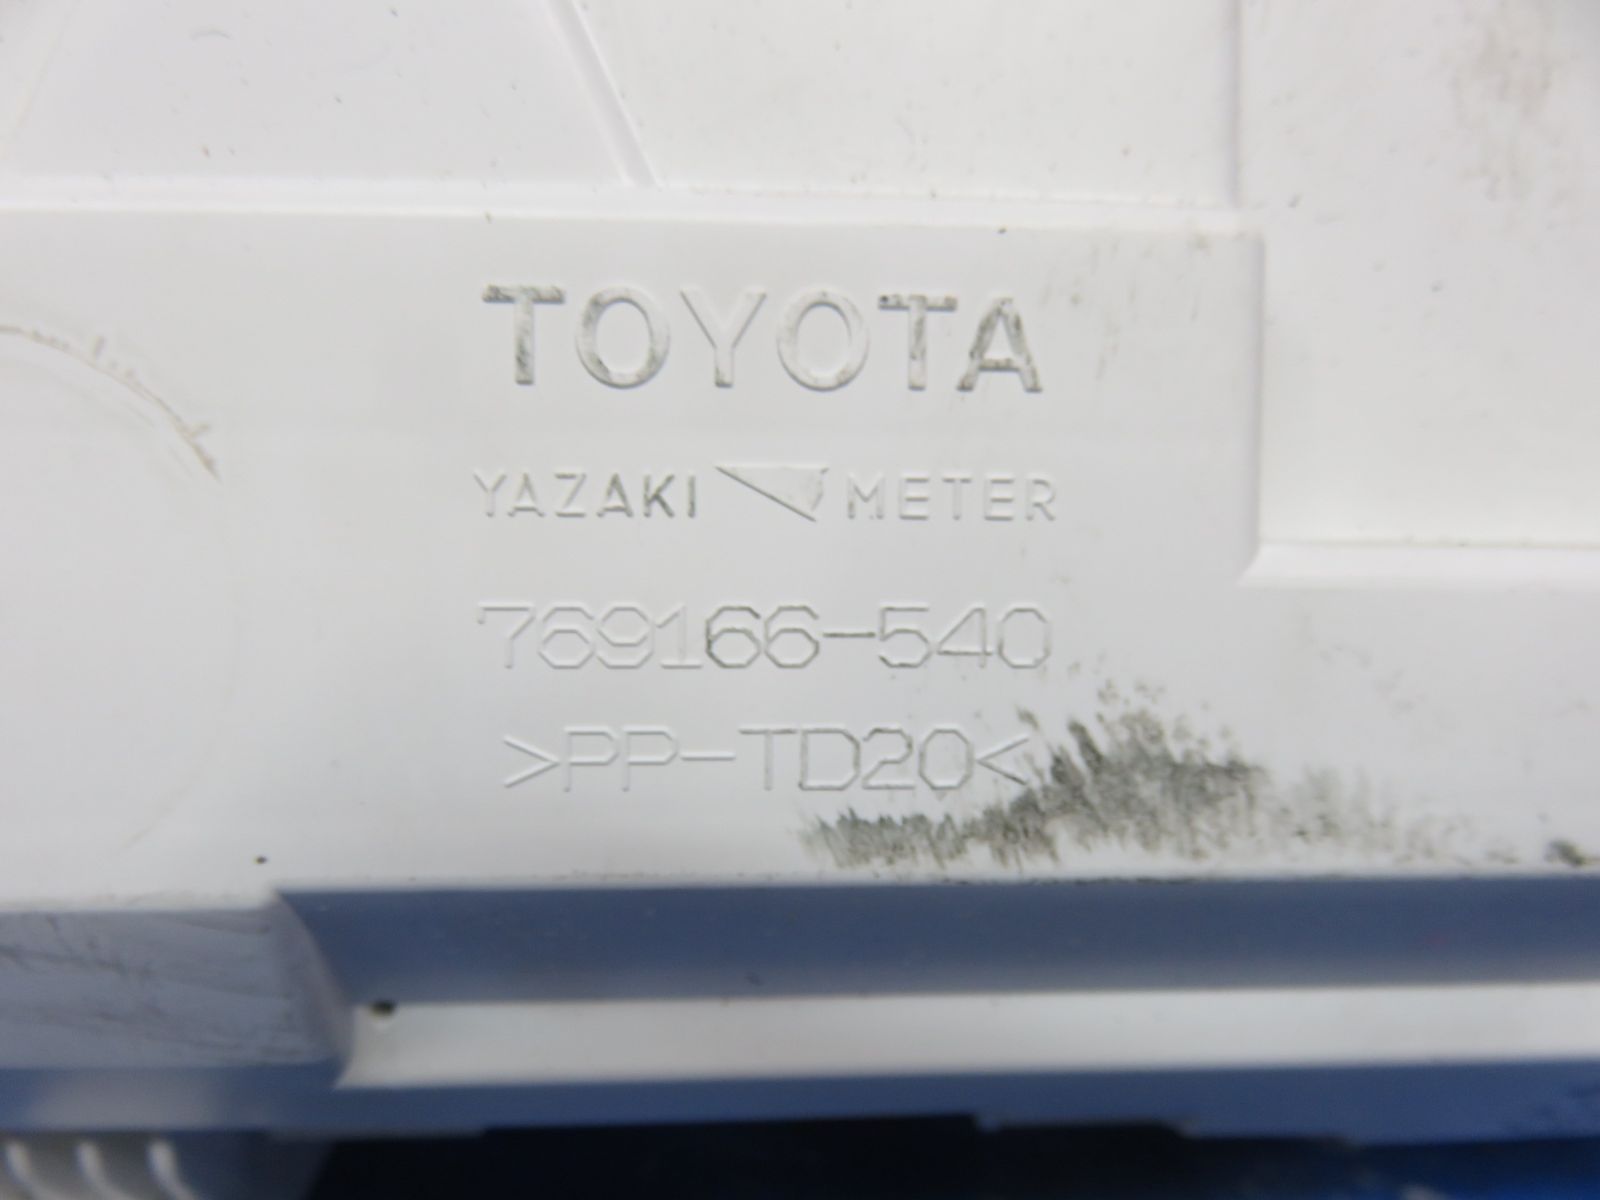 TOYOTA
YAZAKI METER
769166-540
>PP-TD20<